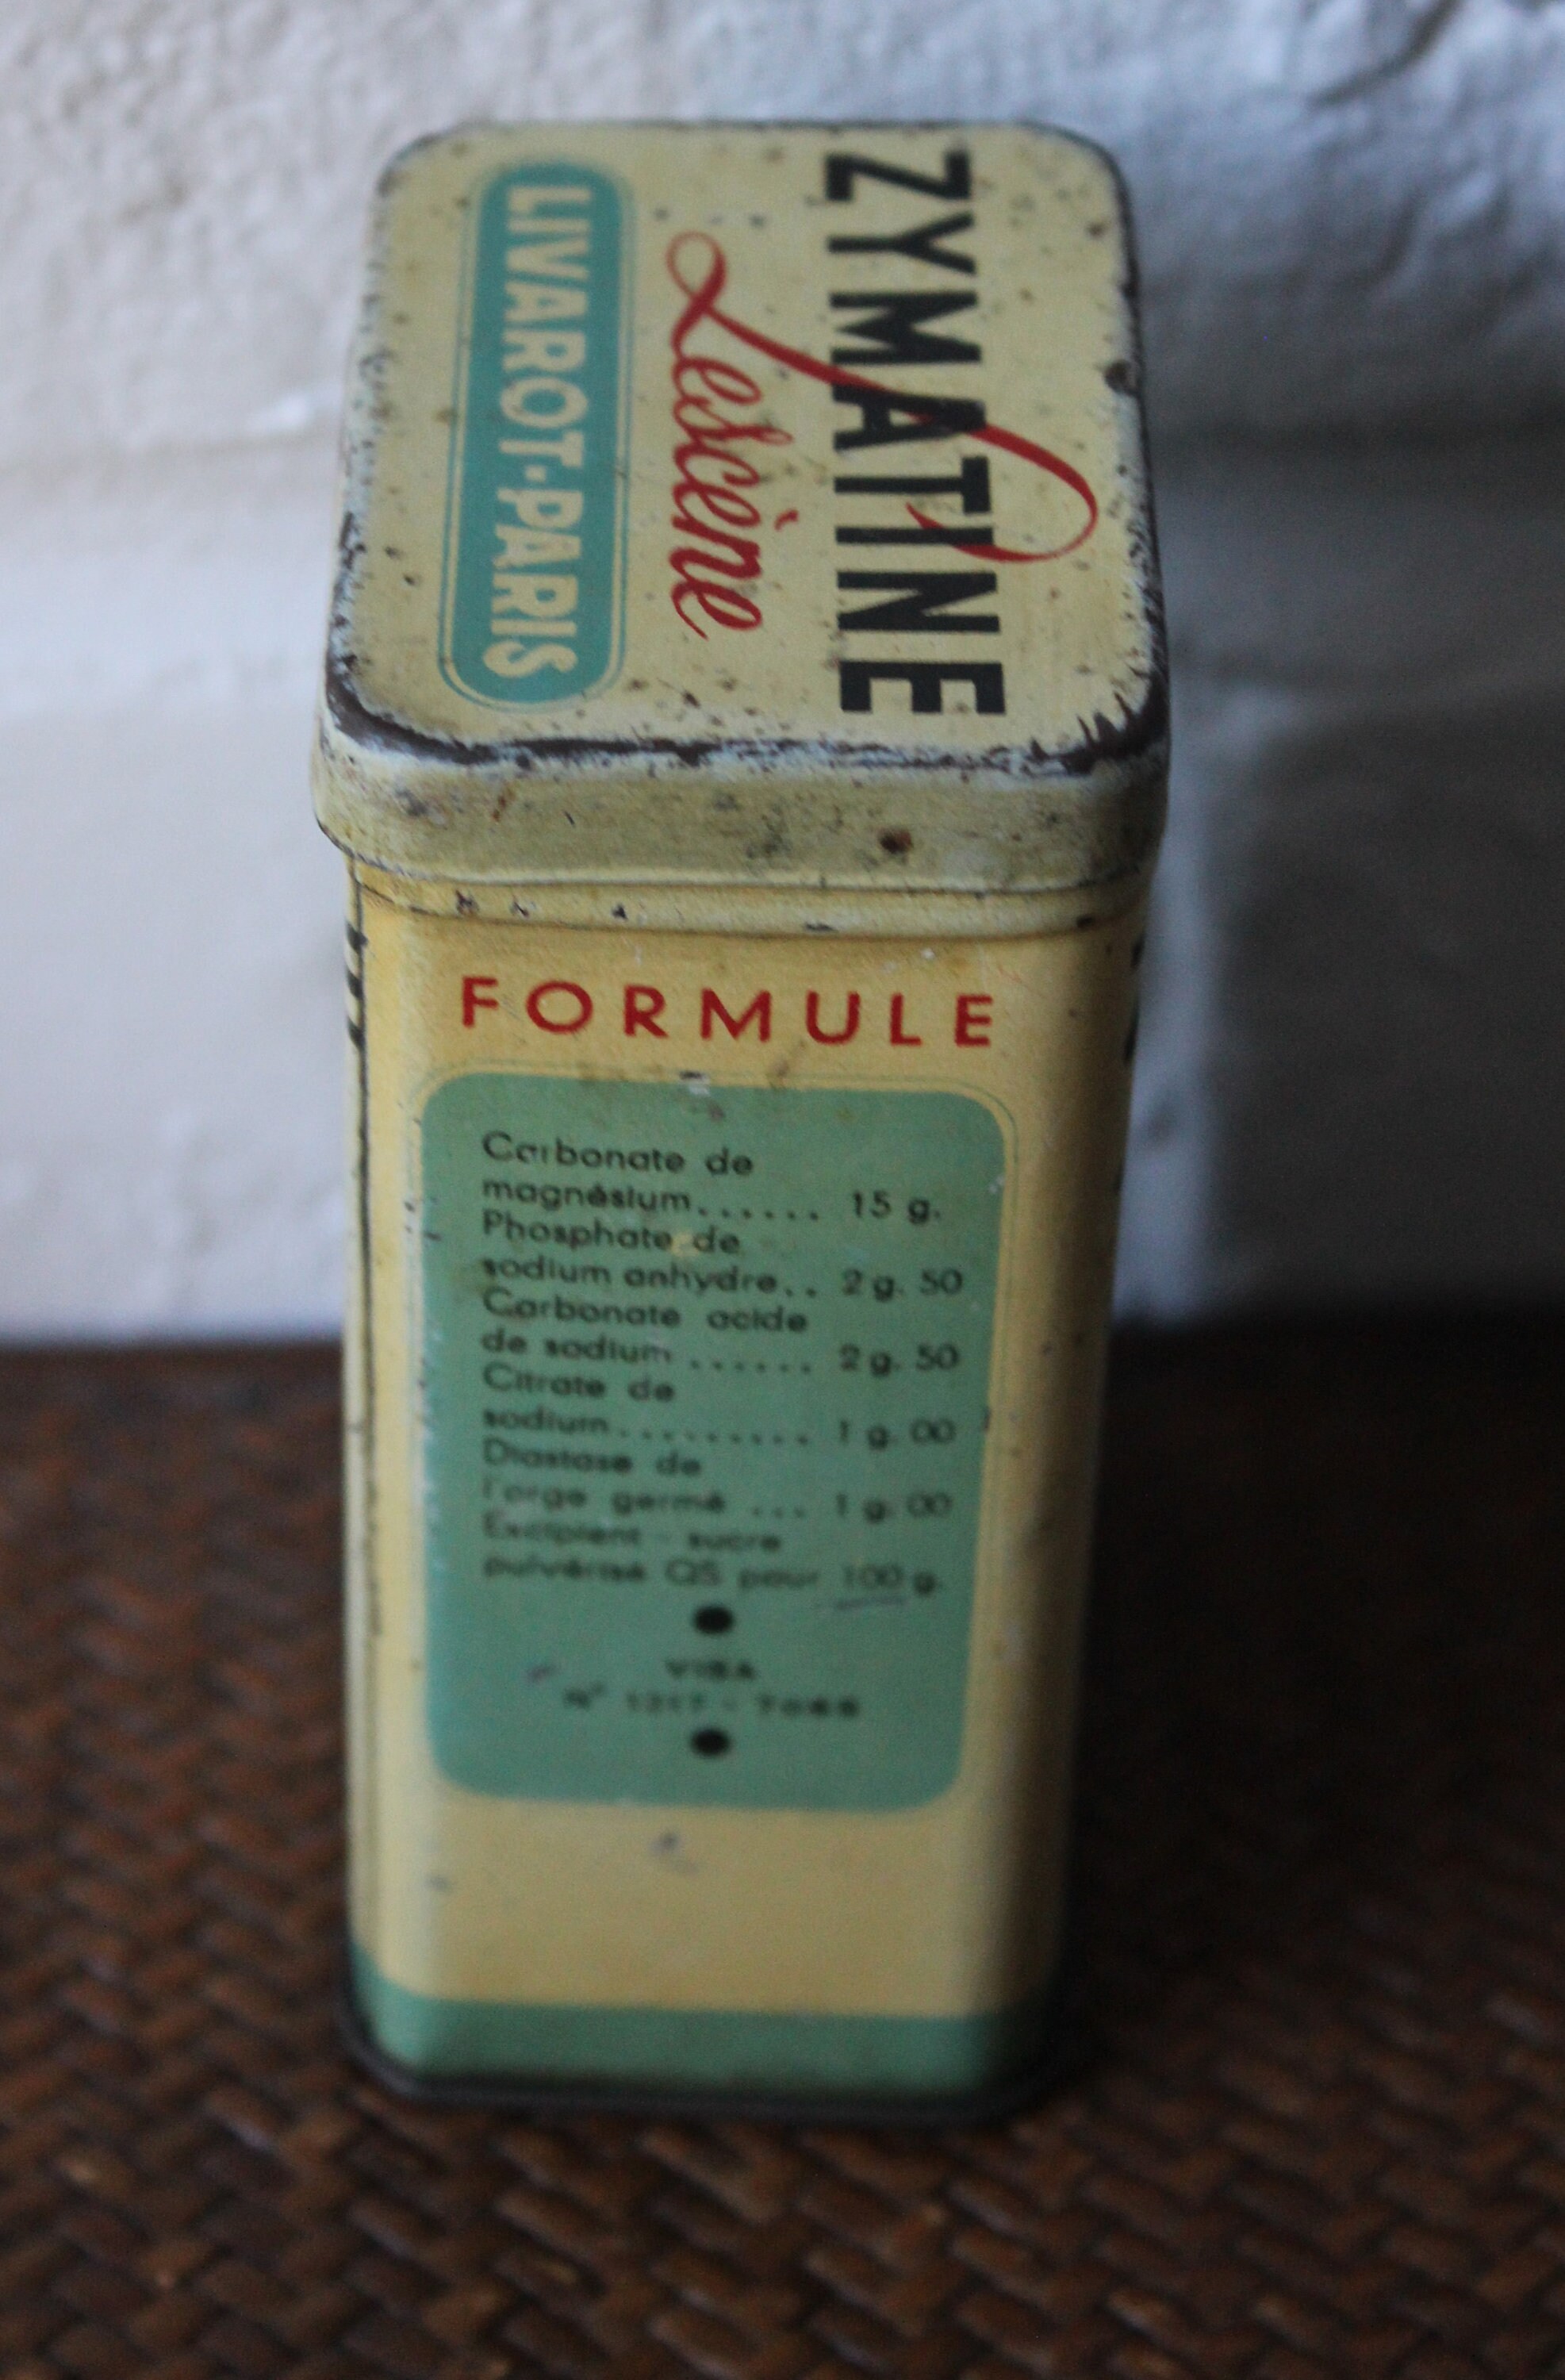 ZYMATINE
Lescène
LIVAROT-PARIS
FORMULE
Carbonate de
magnésium...... 15 g.
Phosphate de
sodium anhydre.. 2 g. 50
Carbonate acide
de sodium ...... 2 g. 50
Citrate de
sodium.......... 1 g. 00
Diastase de
l'orge germé ... 1 g. 00
Excipient - sucre
pulvérisé QS pour 100 g.
VISA
N° 1217 -